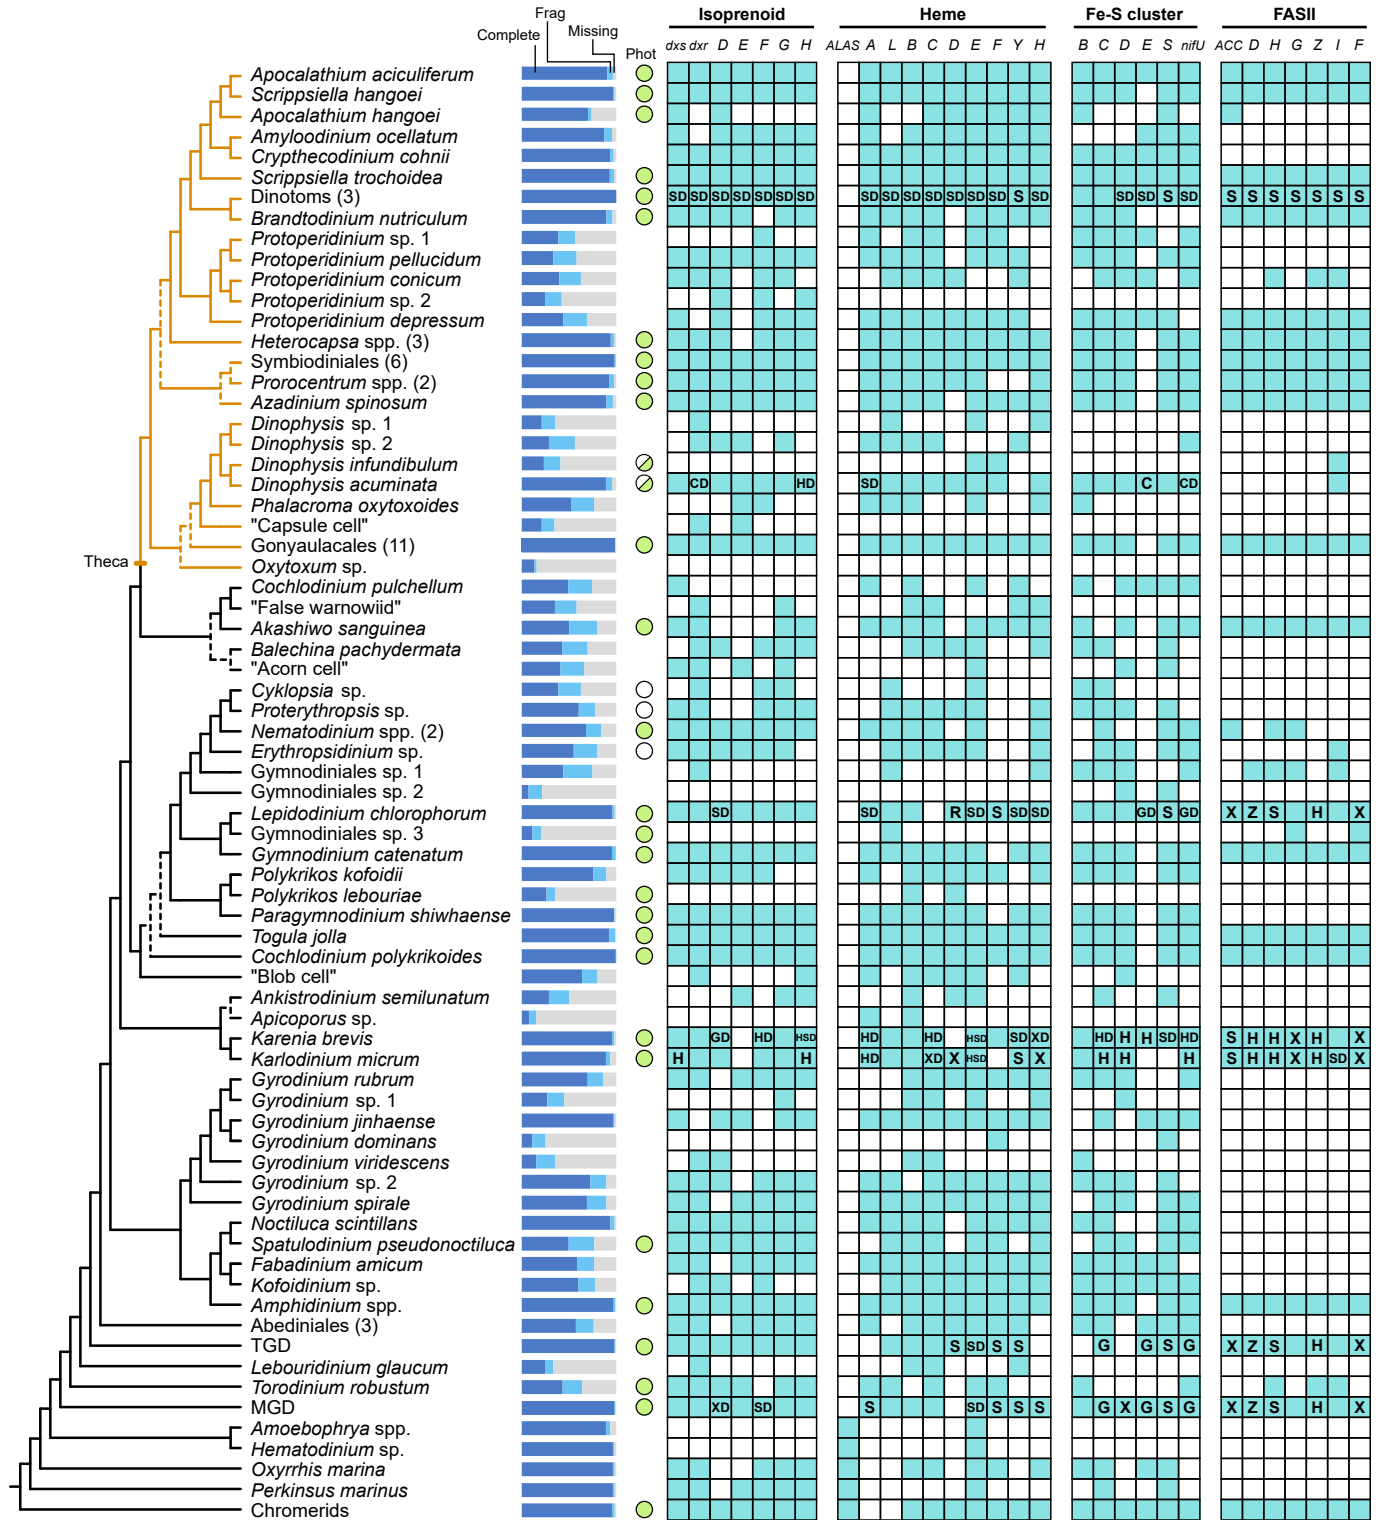 Frag
Complete
Missing
Phot
Isoprenoid
Heme
Fe-S cluster
FASII
dxs dxr D E F G H
ALAS A L B C D E F Y H
B C D E S nifU
ACC D H G Z I F
Apocalathium aciculiferum
Scrippsiella hangoei
Apocalathium hangoei
Amyloodinium ocellatum
Crypthecodinium cohnii
Scrippsiella trochoidea
Dinotoms (3) SD SD SD SD SD SD SD SD SD SD SD SD SD SD S SD SD SD S SD S S S S S S S
Brandtodinium nutriculum
Protoperidinium sp. 1
Protoperidinium pellucidum
Protoperidinium conicum
Protoperidinium sp. 2
Protoperidinium depressum
Heterocapsa spp. (3)
Symbiodiniales (6)
Prorocentrum spp. (2)
Azadinium spinosum
Dinophysis sp. 1
Dinophysis sp. 2
Dinophysis infundibulum
Dinophysis acuminata CD HD SD C CD
Phalacroma oxytoxoides
"Capsule cell"
Gonyaulacales (11)
Theca
Oxytoxum sp.
Cochlodinium pulchellum
"False warnowiid"
Akashiwo sanguinea
Balechina pachydermata
"Acorn cell"
Cyklopsia sp.
Proterythropsis sp.
Nematodinium spp. (2)
Erythropsidinium sp.
Gymnodiniales sp. 1
Gymnodiniales sp. 2
Lepidodinium chlorophorum SD SD R SD S SD SD GD S GD X Z S H X
Gymnodiniales sp. 3
Gymnodinium catenatum
Polykrikos kofoidii
Polykrikos lebouriae
Paragymnodinium shiwhaense
Togula jolla
Cochlodinium polykrikoides
"Blob cell"
Ankistrodinium semilunatum
Apicoporus sp.
Karenia brevis GD HD HSD HD HD HSD SD XD HD H H SD HD S H H X H X
Karlodinium micrum H H HD XD X HSD S X H H H S H H X H SD X
Gyrodinium rubrum
Gyrodinium sp. 1
Gyrodinium jinhaense
Gyrodinium dominans
Gyrodinium viridescens
Gyrodinium sp. 2
Gyrodinium spirale
Noctiluca scintillans
Spatulodinium pseudonoctiluca
Fabadinium amicum
Kofoidinium sp.
Amphidinium spp.
Abediniales (3)
TGD S SD S S G G S G X Z S H X
Lebouridinium glaucum
Torodinium robustum
MGD XD SD S SD S S S G X G S G X Z S H X
Amoebophrya spp.
Hematodinium sp.
Oxyrrhis marina
Perkinsus marinus
Chromerids